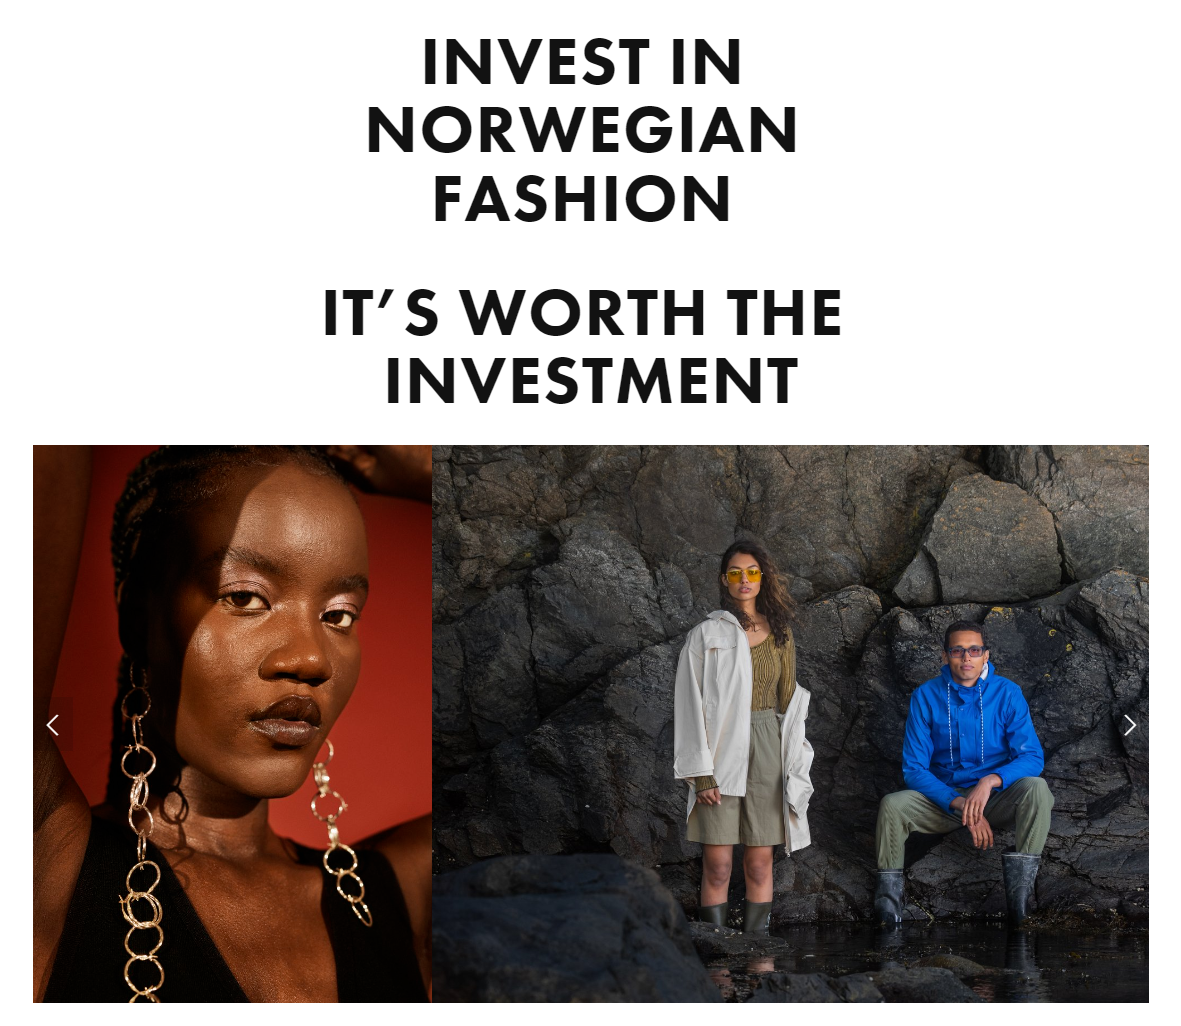 INVEST IN
NORWEGIAN
FASHION
IT’S WORTH THE
INVESTMENT